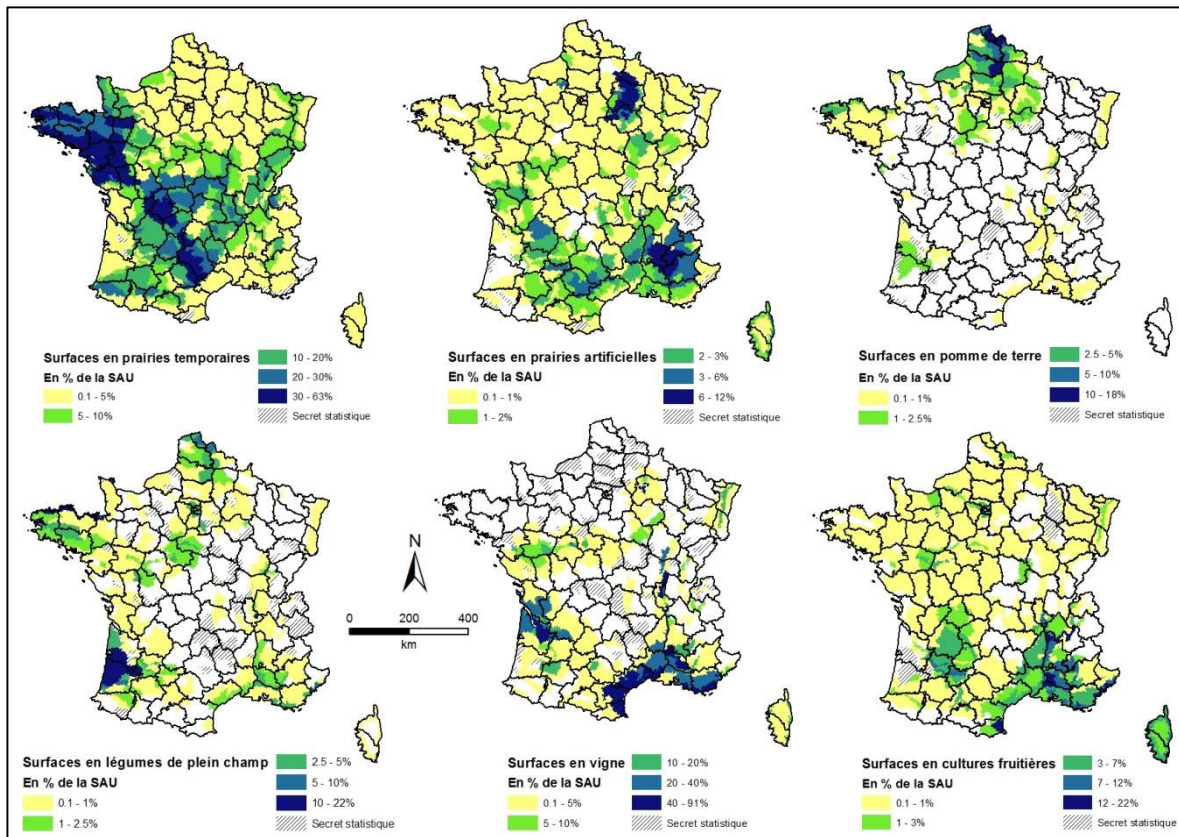 Surfaces en prairies temporaires
En % de la SAU
0.1 - 5%
5 - 10%
10 - 20%
20 - 30%
30 - 63%
Secret statistique
Surfaces en prairies artificielles
En % de la SAU
0.1 - 1%
1 - 2%
2 - 3%
3 - 6%
6 - 12%
Secret statistique
Surfaces en pomme de terre
En % de la SAU
0.1 - 1%
1 - 2.5%
2.5 - 5%
5 - 10%
10 - 18%
Secret statistique
N
0 200 400
km
Surfaces en légumes de plein champ
En % de la SAU
0.1 - 1%
1 - 2.5%
2.5 - 5%
5 - 10%
10 - 22%
Secret statistique
Surfaces en vigne
En % de la SAU
0.1 - 5%
5 - 10%
10 - 20%
20 - 40%
40 - 91%
Secret statistique
Surfaces en cultures fruitières
En % de la SAU
0.1 - 1%
1 - 3%
3 - 7%
7 - 12%
12 - 22%
Secret statistique